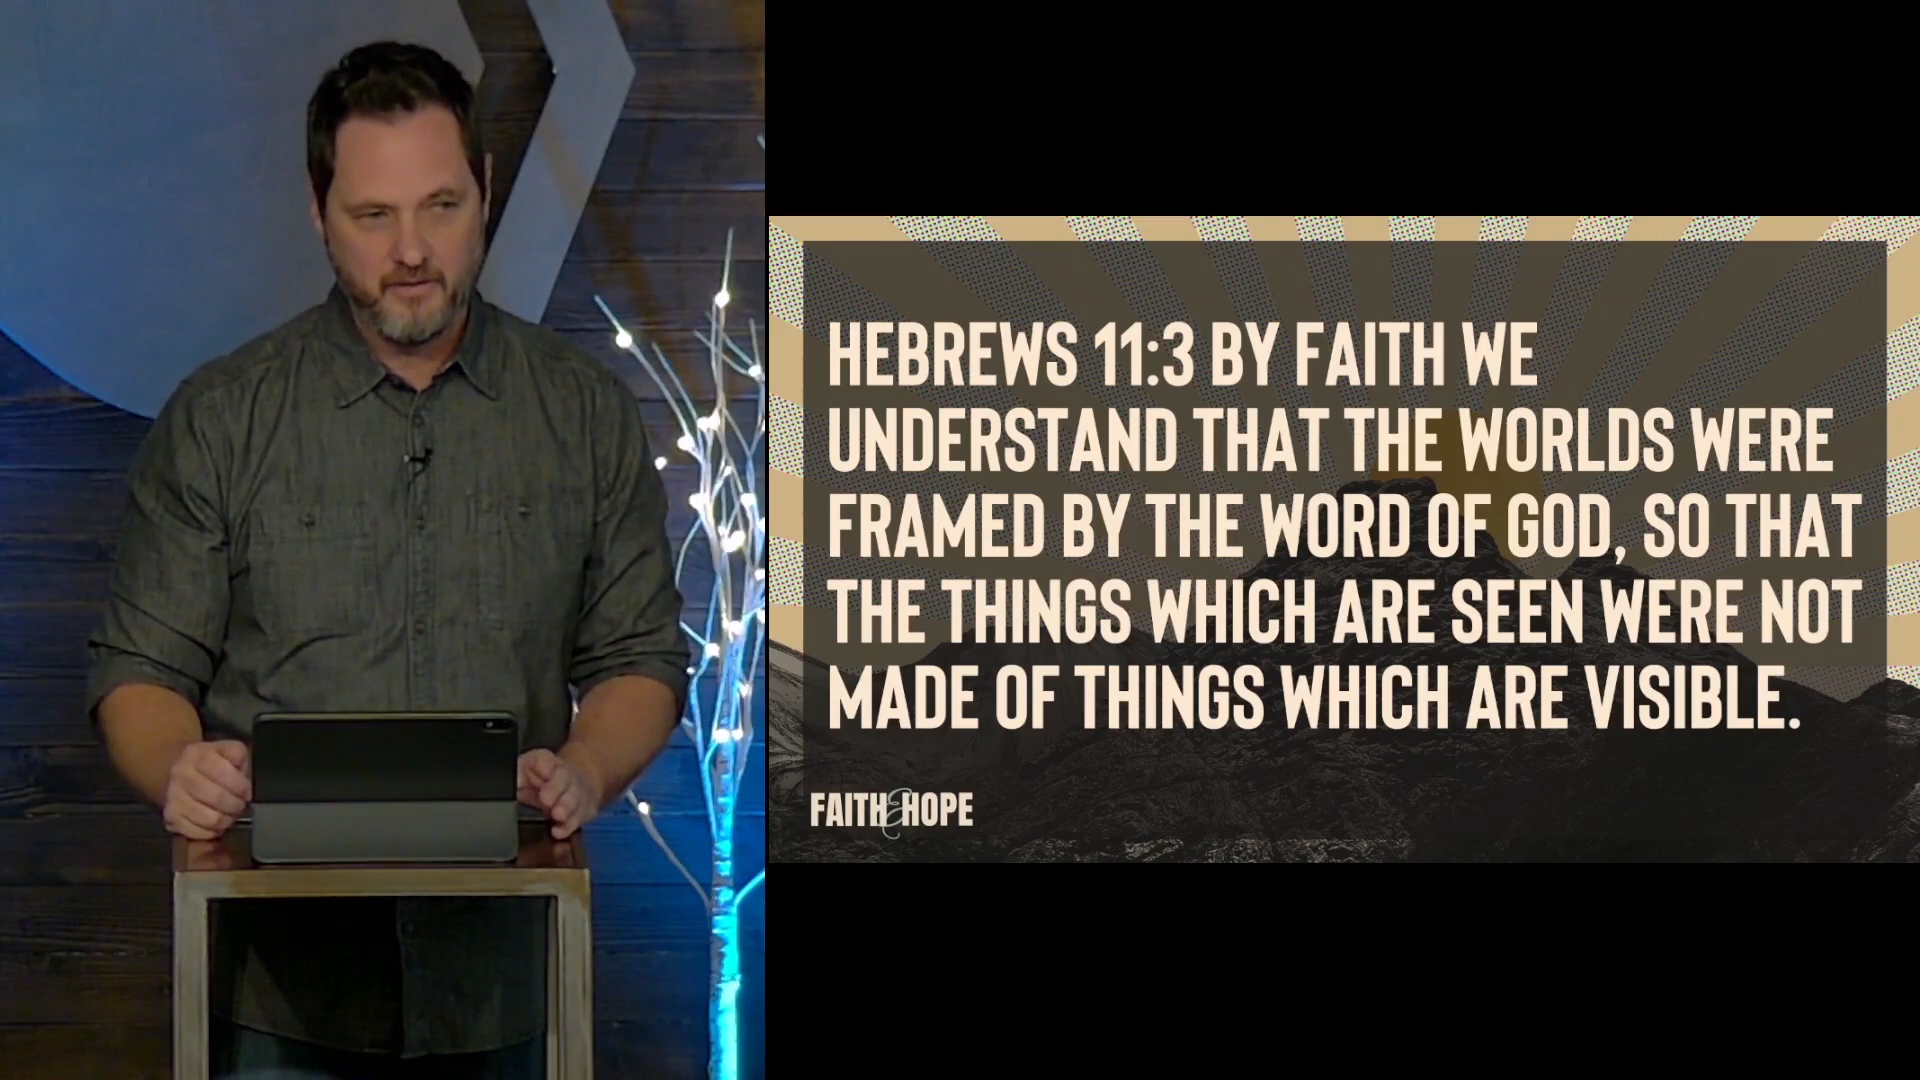 HEBREWS 11:3 BY FAITH WE
UNDERSTAND THAT THE WORLDS WERE
FRAMED BY THE WORD OF GOD, SO THAT
THE THINGS WHICH ARE SEEN WERE NOT
MADE OF THINGS WHICH ARE VISIBLE.
FAITH & HOPE